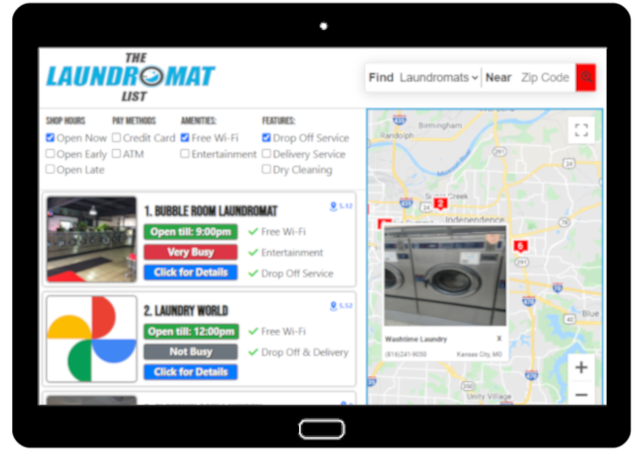 THE
LAUNDROMAT
LIST
Find Laundromats Near Zip Code
SHOP HOURS PAY METHODS AMENITIES: FEATURES:
Open Now Credit Card Free Wi-Fi Drop Off Service
Open Early ATM Entertainment Delivery Service
Open Late Dry Cleaning
1. BUBBLE ROOM LAUNDROMAT 5.12
Open till: 9:00pm Free Wi-Fi
Very Busy Entertainment
Click for Details Drop Off Service
2. LAUNDRY WORLD 5.52
Open till: 12:00pm Free Wi-Fi
Not Busy Drop Off & Delivery
Click for Details
Birmingham
Randolph
Sugar Creek
2
Independence
6
291
Blue
Washtime Laundry X
(816)241-9050 Kansas City, MO
Unity Village
+
−